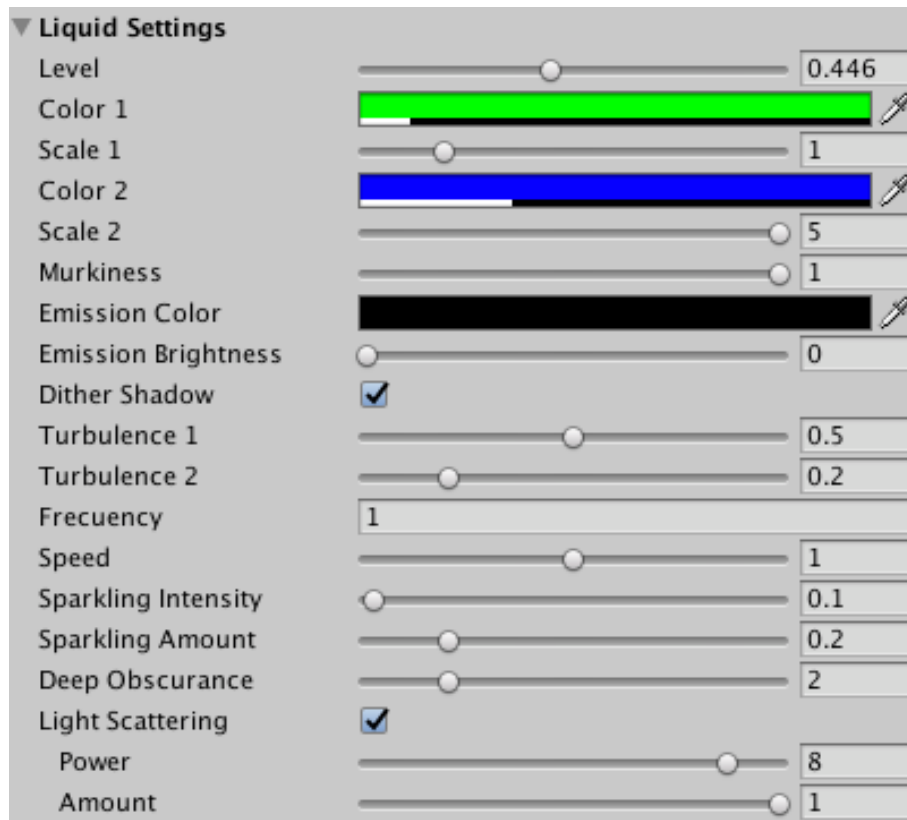 Liquid Settings
Level 0.446
Color 1
Scale 1 1
Color 2
Scale 2 5
Murkiness 1
Emission Color
Emission Brightness 0
Dither Shadow
Turbulence 1 0.5
Turbulence 2 0.2
Frecuency 1
Speed 1
Sparkling Intensity 0.1
Sparkling Amount 0.2
Deep Obscurance 2
Light Scattering
Power 8
Amount 1